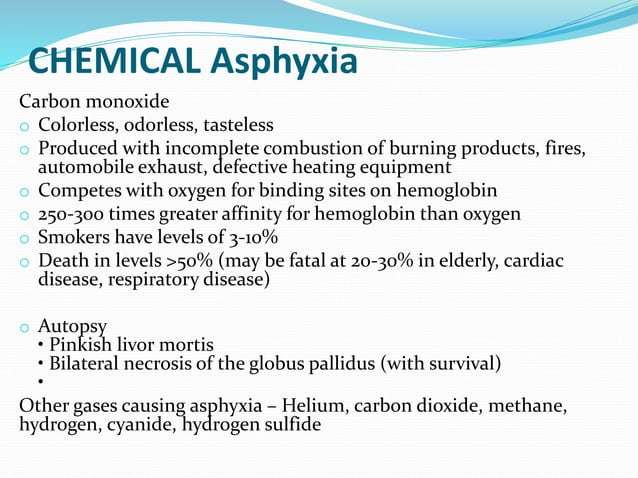 CHEMICAL Asphyxia
Carbon monoxide
o Colorless, odorless, tasteless
o Produced with incomplete combustion of burning products, fires,
automobile exhaust, defective heating equipment
o Competes with oxygen for binding sites on hemoglobin
o 250-300 times greater affinity for hemoglobin than oxygen
o Smokers have levels of 3-10%
o Death in levels >50% (may be fatal at 20-30% in elderly, cardiac
disease, respiratory disease)
o Autopsy
• Pinkish livor mortis
• Bilateral necrosis of the globus pallidus (with survival)
•
Other gases causing asphyxia – Helium, carbon dioxide, methane,
hydrogen, cyanide, hydrogen sulfide